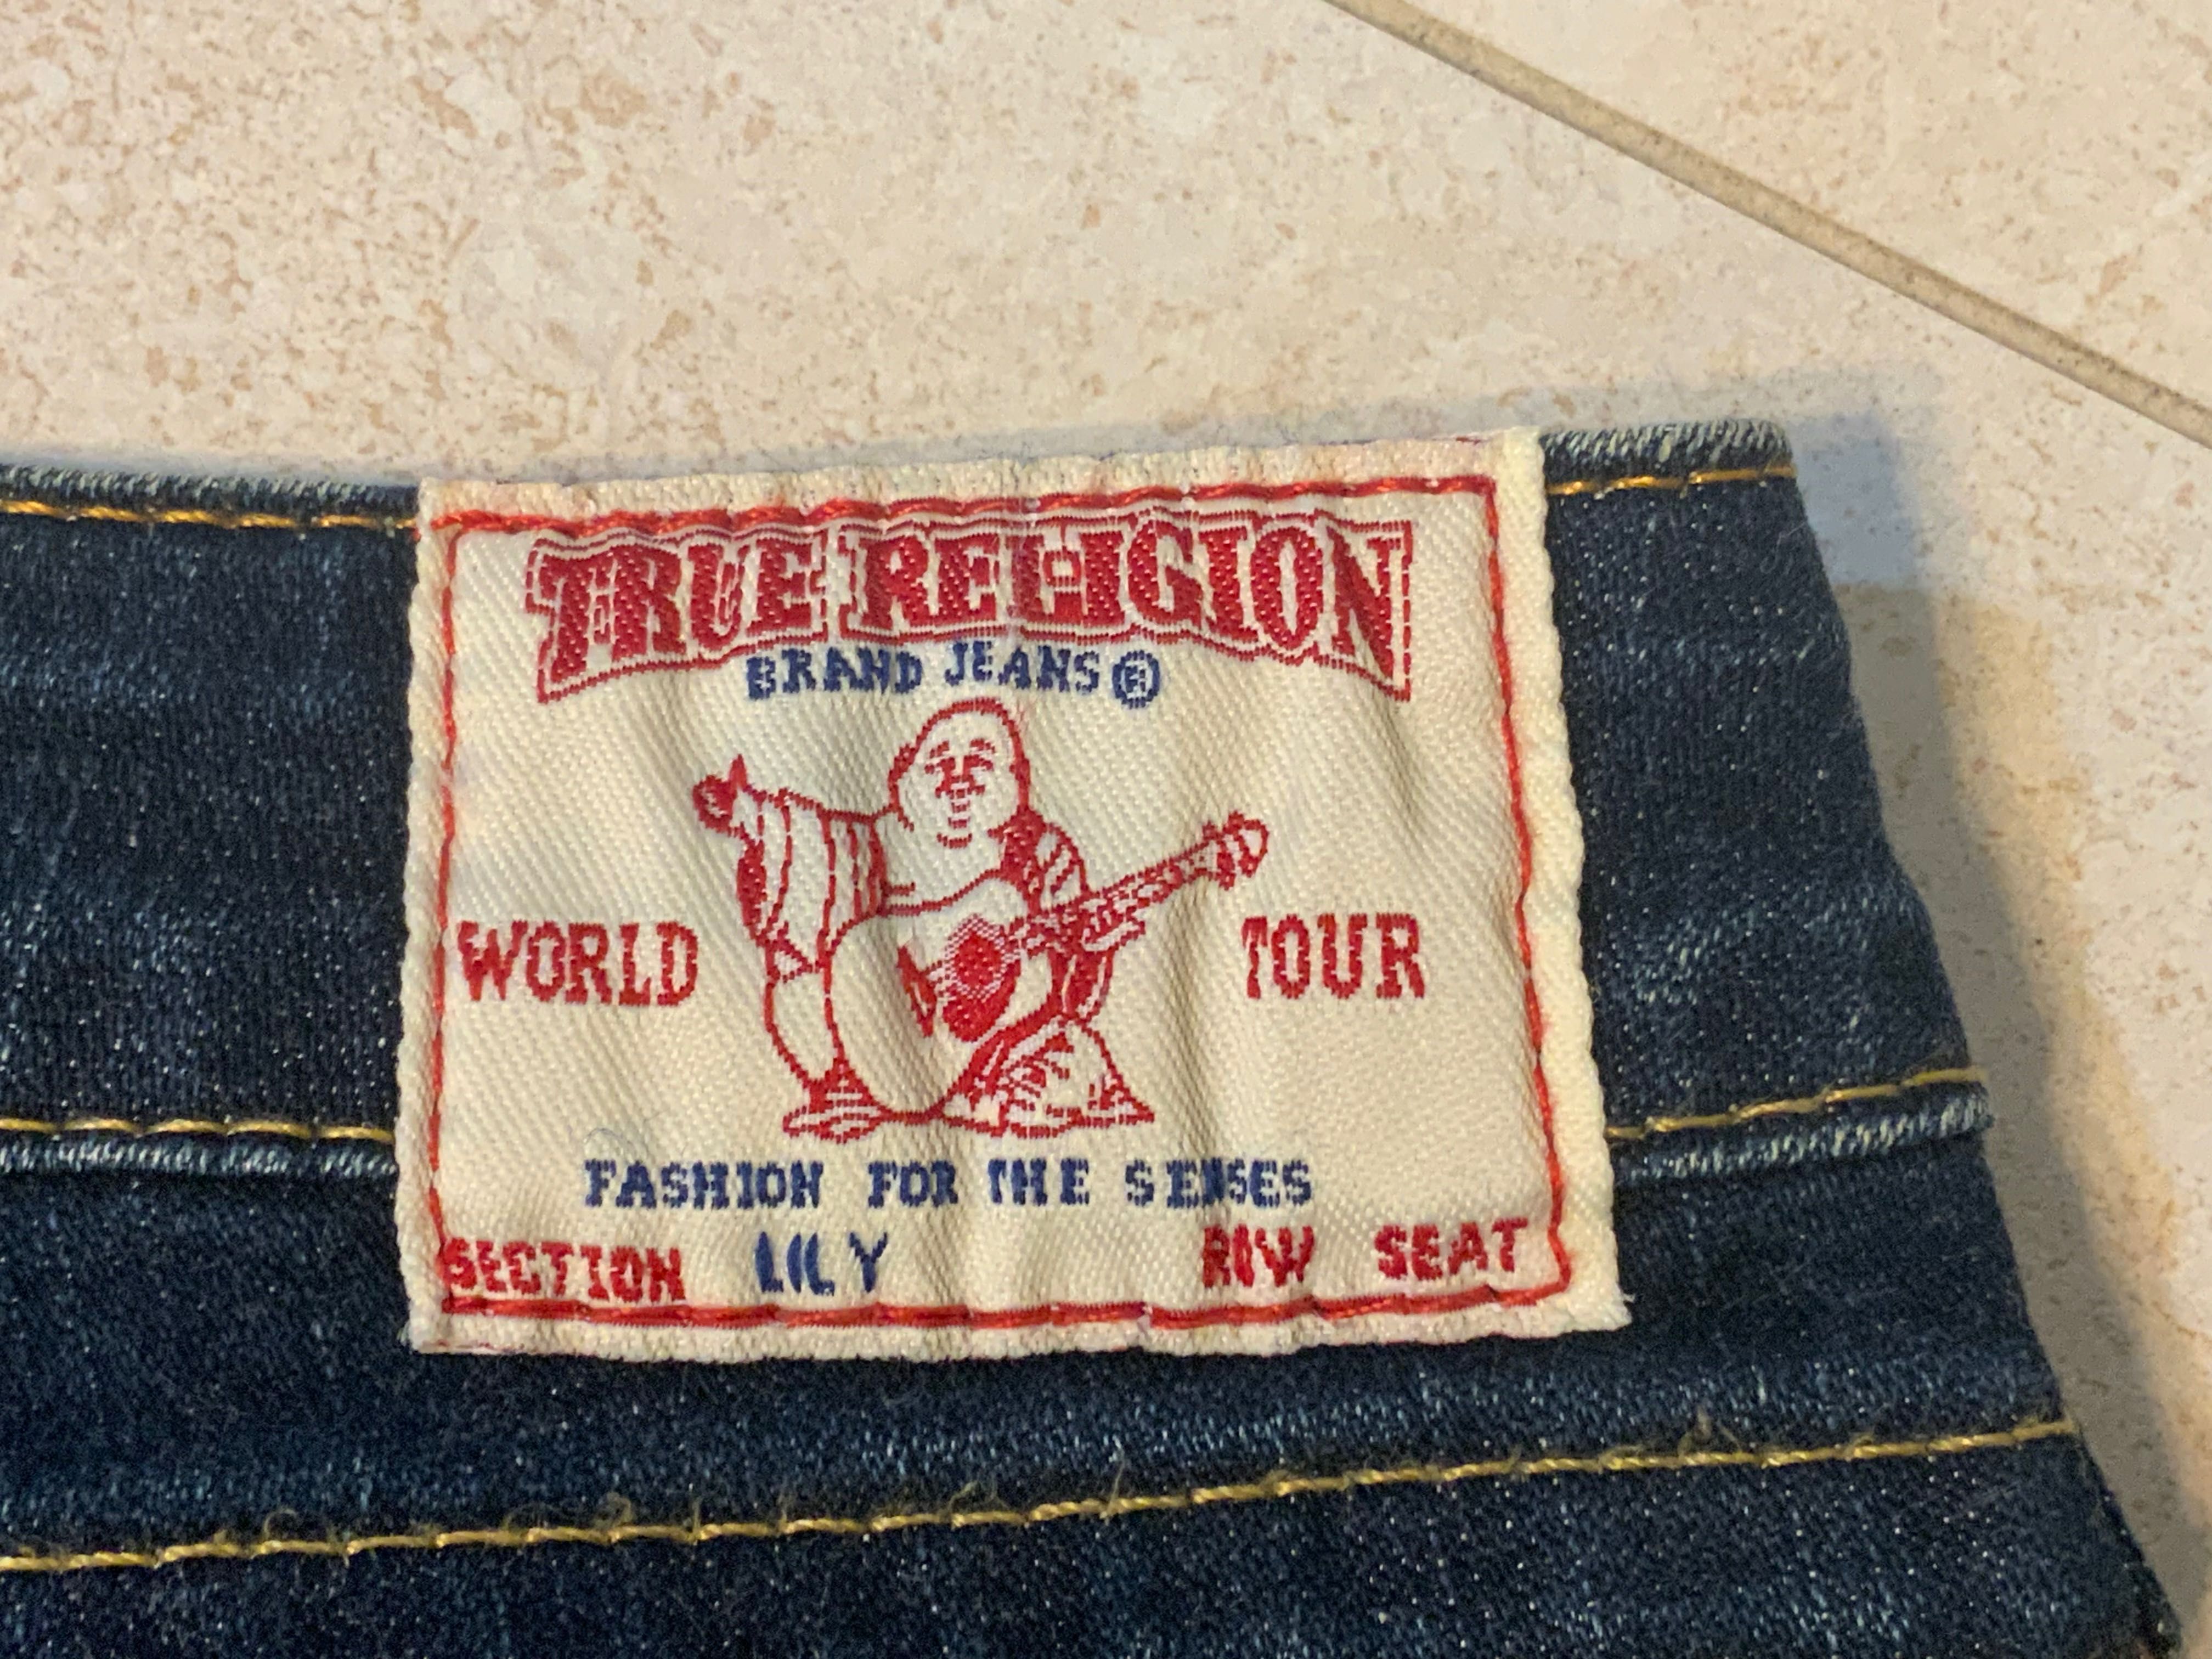 TRUE RELIGION
BRAND JEANS®
WORLD TOUR
FASHION FOR THE SENSES
SECTION LILY ROW SEAT